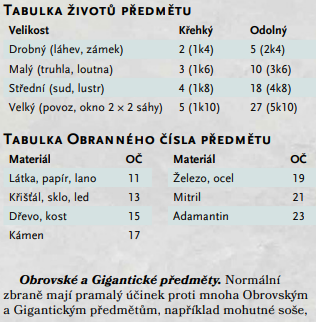 Tabulka životů předmětu
Velikost Křehký Odolný
Drobný (láhev, zámek) 2 (1k4) 5 (2k4)
Malý (truhla, loutna) 3 (1k6) 10 (3k6)
Střední (sud, lustr) 4 (1k8) 18 (4k8)
Velký (povoz, okno 2 × 2 sáhy) 5 (1k10) 27 (5k10)
Tabulka Obranného čísla předmětu
Materiál OČ Materiál OČ
Látka, papír, lano 11 Železo, ocel 19
Křišťál, sklo, led 13 Mitril 21
Dřevo, kost 15 Adamantin 23
Kámen 17
Obrovské a Gigantické předměty. Normální
zbraně mají pramalý účinek proti mnoha Obrovským
a Gigantickým předmětům, například mohutné soše,